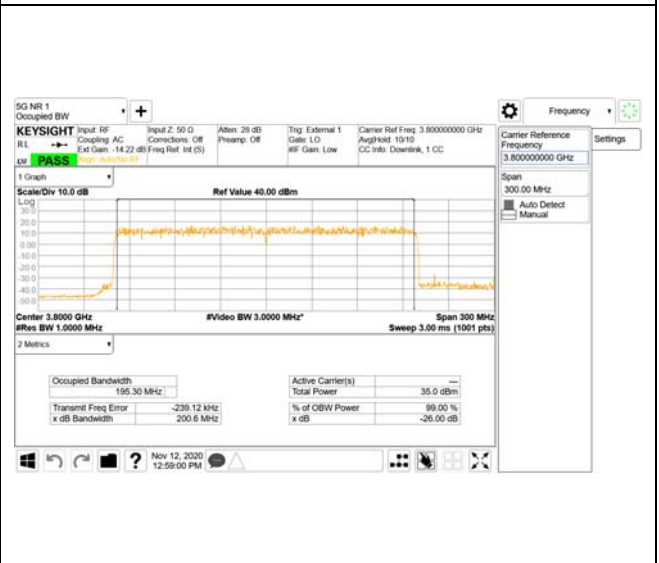 5G NR 1
Occupied BW
Frequency
KEYSIGHT
RL
PASS
Input: RF
Coupling: AC
Ext Gain: -14.22 dB
Align: Auto/No RF
Input Z: 50 Ω
Corrections: Off
Freq Ref: Int (S)
Atten: 28 dB
Preamp: Off
Trig: External 1
Gate: LO
#IF Gain: Low
Carrier Ref Freq: 3.800000000 GHz
Avg|Hold: 10/10
CC Info: Downlink, 1 CC
Carrier Reference
Frequency
3.800000000 GHz
Settings
Span
300.00 MHz
Auto Detect
Manual
1 Graph
Scale/Div 10.0 dB
Ref Value 40.00 dBm
Log
30.0
20.0
10.0
0.00
-10.0
-20.0
-30.0
-40.0
-50.0
Center 3.8000 GHz
#Video BW 3.0000 MHz*
Span 300 MHz
#Res BW 1.0000 MHz
Sweep 3.00 ms (1001 pts)
2 Metrics
Occupied Bandwidth
195.30 MHz
Active Carrier(s) —
Total Power 35.0 dBm
Transmit Freq Error -239.12 kHz
% of OBW Power 99.00 %
x dB Bandwidth 200.6 MHz
x dB -26.00 dB
Nov 12, 2020
12:59:00 PM